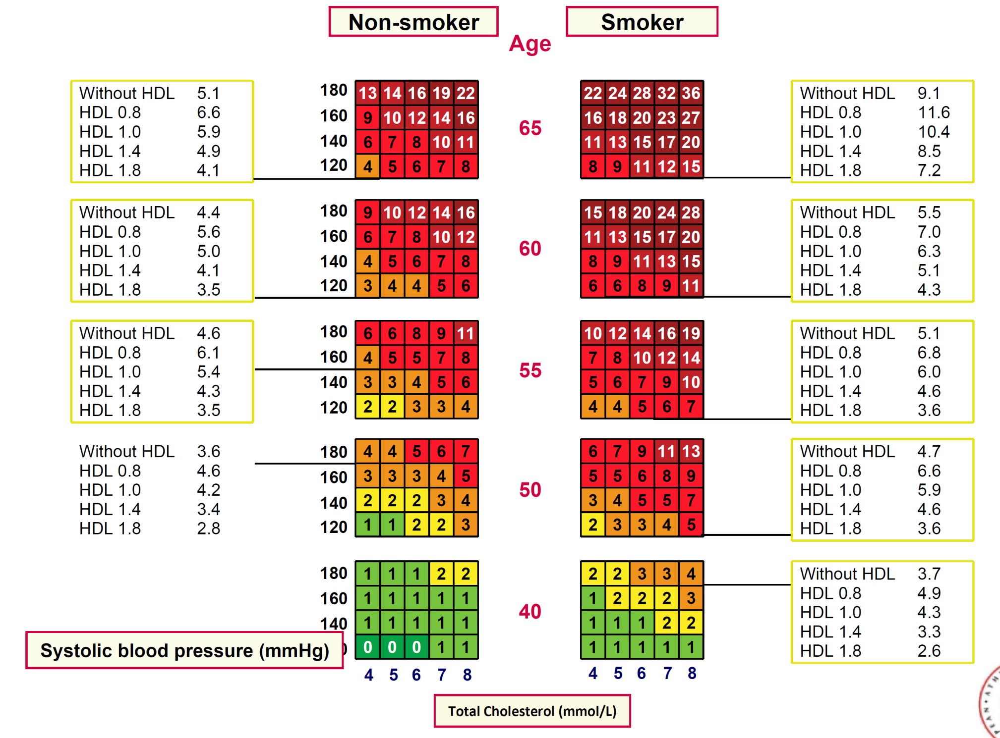 Non-smoker Smoker
Age
Without HDL 5.1
HDL 0.8 6.6
HDL 1.0 5.9
HDL 1.4 4.9
HDL 1.8 4.1
180 13 14 16 19 22
160 9 10 12 14 16
140 6 7 8 10 11
120 4 5 6 7 8
65
22 24 28 32 36
16 18 20 23 27
11 13 15 17 20
8 9 11 12 15
Without HDL 9.1
HDL 0.8 11.6
HDL 1.0 10.4
HDL 1.4 8.5
HDL 1.8 7.2
Without HDL 4.4
HDL 0.8 5.6
HDL 1.0 5.0
HDL 1.4 4.1
HDL 1.8 3.5
180 9 10 12 14 16
160 6 7 8 10 12
140 4 5 6 7 8
120 3 4 4 5 6
60
15 18 20 24 28
11 13 15 17 20
8 9 11 13 15
6 6 8 9 11
Without HDL 5.5
HDL 0.8 7.0
HDL 1.0 6.3
HDL 1.4 5.1
HDL 1.8 4.3
Without HDL 4.6
HDL 0.8 6.1
HDL 1.0 5.4
HDL 1.4 4.3
HDL 1.8 3.5
180 6 6 8 9 11
160 4 5 5 7 8
140 3 3 4 5 6
120 2 2 3 3 4
55
10 12 14 16 19
7 8 10 12 14
5 6 7 9 10
4 4 5 6 7
Without HDL 5.1
HDL 0.8 6.8
HDL 1.0 6.0
HDL 1.4 4.6
HDL 1.8 3.6
Without HDL 3.6
HDL 0.8 4.6
HDL 1.0 4.2
HDL 1.4 3.4
HDL 1.8 2.8
180 4 4 5 6 7
160 3 3 3 4 5
140 2 2 2 3 4
120 1 1 2 2 3
50
6 7 9 11 13
5 5 6 8 9
3 4 5 5 7
2 3 3 4 5
Without HDL 4.7
HDL 0.8 6.6
HDL 1.0 5.9
HDL 1.4 4.6
HDL 1.8 3.6
180 1 1 1 2 2
160 1 1 1 1 1
140 1 1 1 1 1
0 0 0 1 1
40
2 2 3 3 4
1 2 2 2 3
1 1 1 2 2
1 1 1 1 1
Without HDL 3.7
HDL 0.8 4.9
HDL 1.0 4.3
HDL 1.4 3.3
HDL 1.8 2.6
Systolic blood pressure (mmHg)
4 5 6 7 8
4 5 6 7 8
Total Cholesterol (mmol/L)